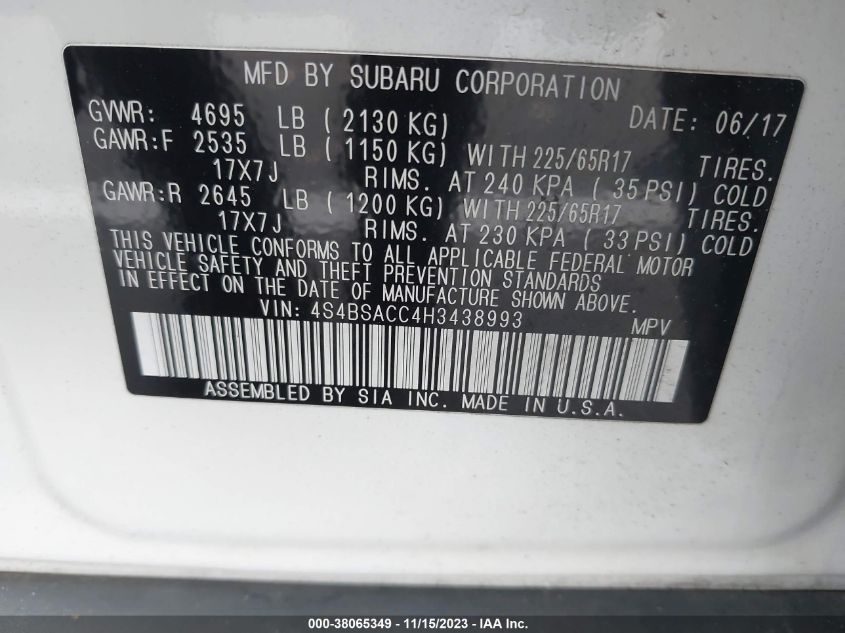 MFD BY SUBARU CORPORATION
GVWR: 4695 LB ( 2130 KG) DATE: 06/17
GAWR:F 2535 LB ( 1150 KG) WITH 225/65R17 TIRES.
17X7J RIMS. AT 240 KPA ( 35 PSI) COLD
GAWR:R 2645 LB ( 1200 KG) WITH 225/65R17 TIRES.
17X7J RIMS. AT 230 KPA ( 33 PSI) COLD
THIS VEHICLE CONFORMS TO ALL APPLICABLE FEDERAL MOTOR
VEHICLE SAFETY AND THEFT PREVENTION STANDARDS
IN EFFECT ON THE DATE OF MANUFACTURE SHOWN ABOVE.
VIN: 4S4BSACC4H3438993 MPV
ASSEMBLED BY SIA INC. MADE IN U.S.A.
000-38065349 - 11/15/2023 - IAA Inc.